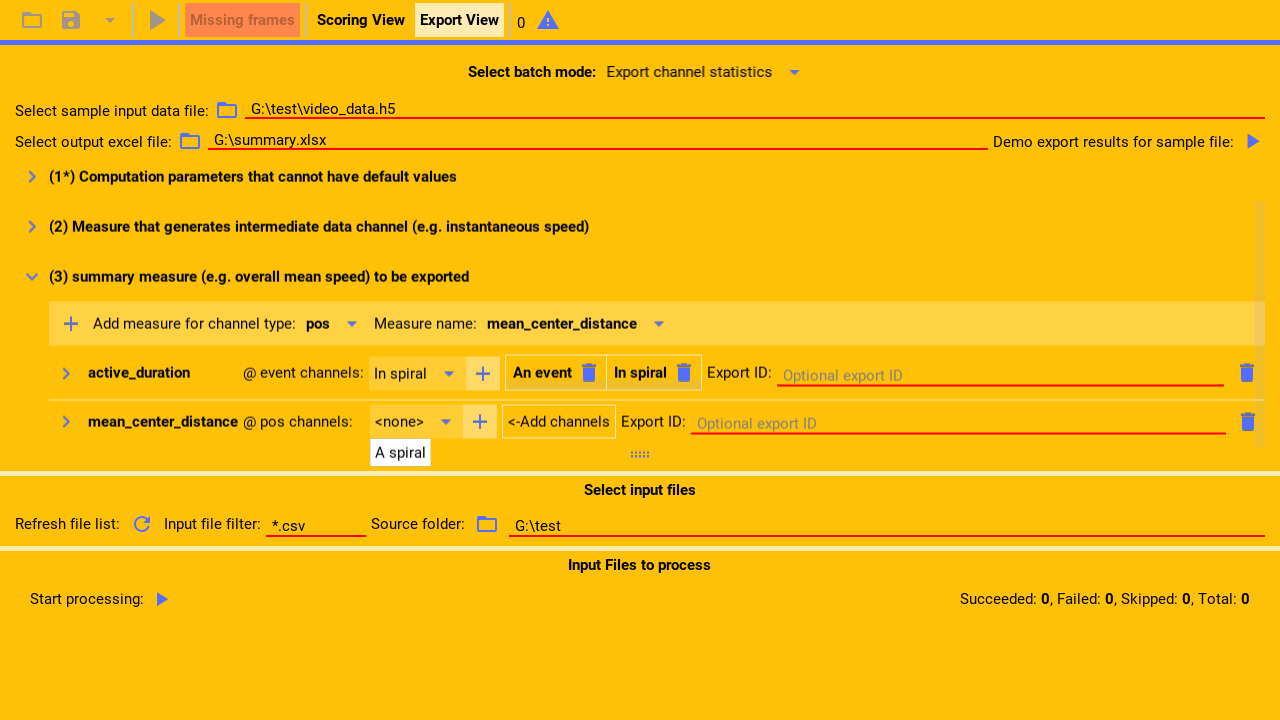 Missing frames Scoring View Export View 0
Select batch mode: Export channel statistics
Select sample input data file: G:\test\video_data.h5
Select output excel file: G:\summary.xlsx Demo export results for sample file:
(1*) Computation parameters that cannot have default values
(2) Measure that generates intermediate data channel (e.g. instantaneous speed)
(3) summary measure (e.g. overall mean speed) to be exported
Add measure for channel type: pos Measure name: mean_center_distance
active_duration @ event channels: In spiral An event In spiral Export ID: Optional export ID
mean_center_distance @ pos channels: <none> <-Add channels Export ID: Optional export ID
A spiral
Select input files
Refresh file list: Input file filter: *.csv Source folder: G:\test
Input Files to process
Start processing: Succeeded: 0, Failed: 0, Skipped: 0, Total: 0